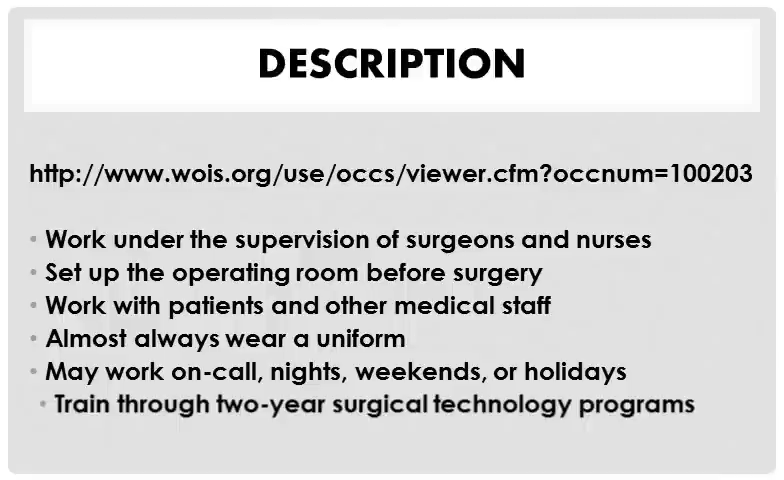 DESCRIPTION
http://www.wois.org/use/occs/viewer.cfm?occnum=100203
• Work under the supervision of surgeons and nurses
• Set up the operating room before surgery
• Work with patients and other medical staff
• Almost always wear a uniform
• May work on-call, nights, weekends, or holidays
• Train through two-year surgical technology programs